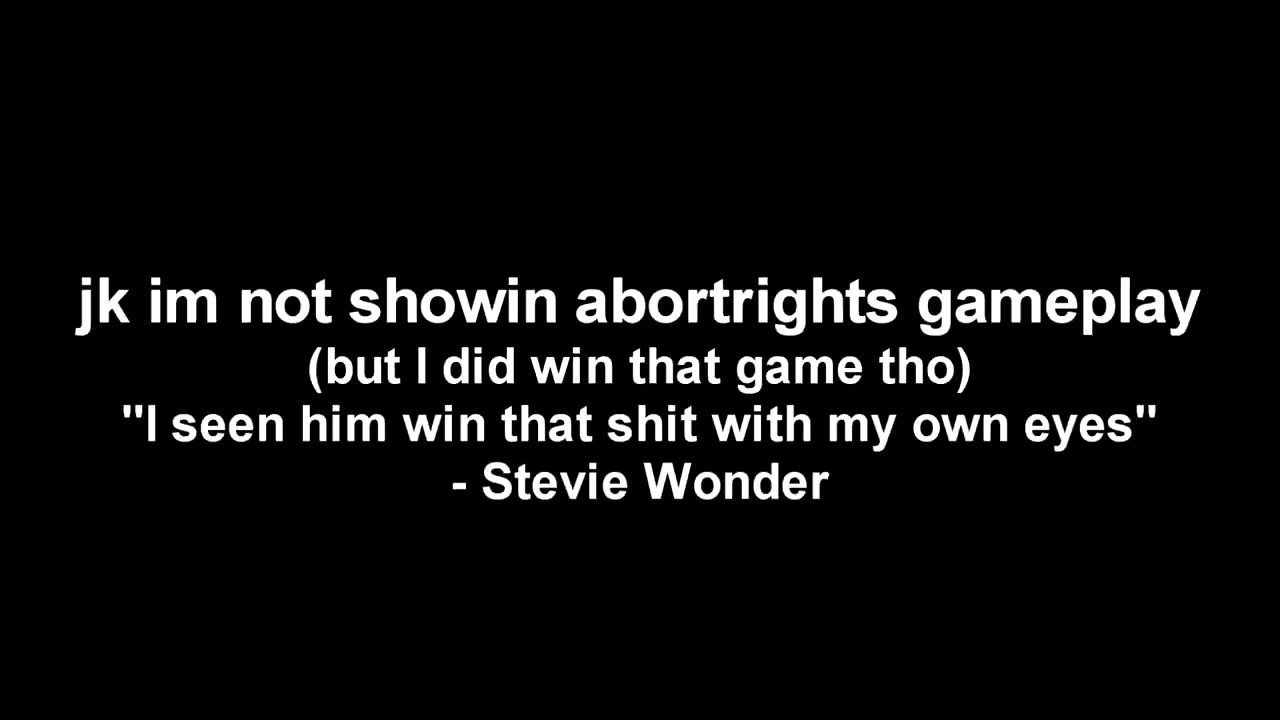 jk im not showin abortrights gameplay
(but I did win that game tho)
"I seen him win that shit with my own eyes"
- Stevie Wonder